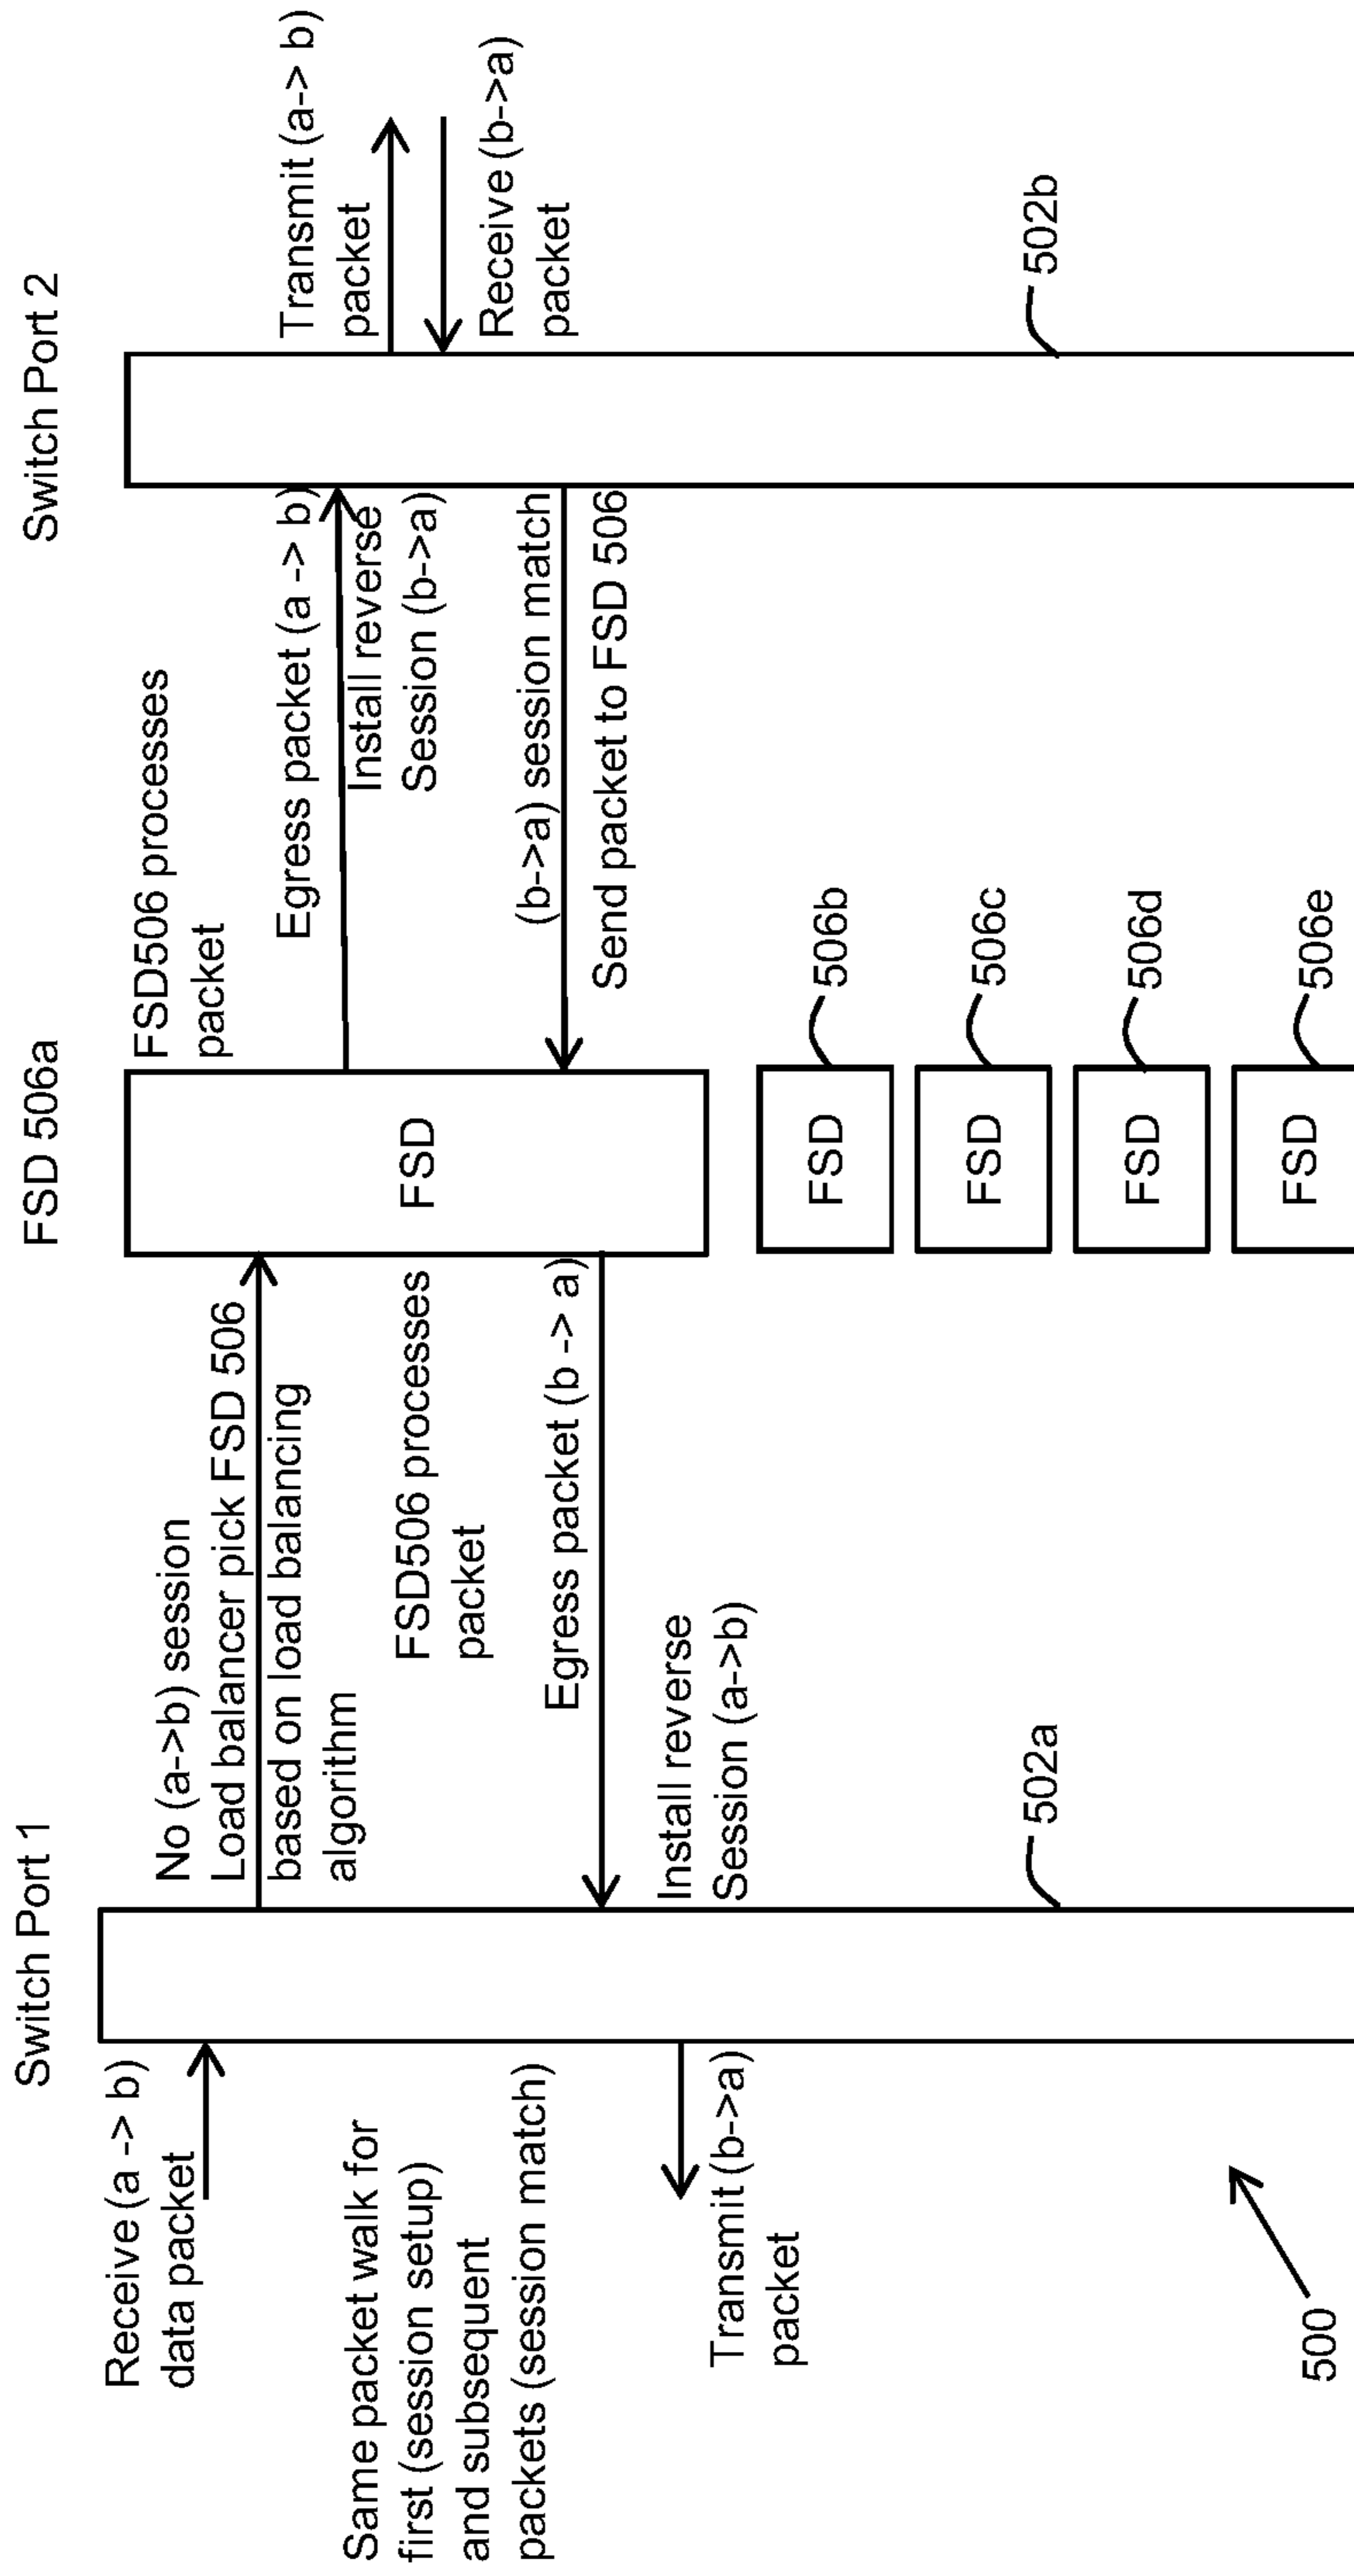 Switch Port 1
FSD 506a
Switch Port 2
Receive (a -> b)
data packet
No (a->b) session
Load balancer pick FSD 506
based on load balancing
algorithm
FSD506 processes
packet
Egress packet (a -> b)
Install reverse
Session (b->a)
Transmit (a-> b)
packet
Receive (b->a)
packet
Same packet walk for
first (session setup)
and subsequent
packets (session match)
FSD
FSD506 processes
packet
(b->a) session match
Send packet to FSD 506
Egress packet (b -> a)
Install reverse
Session (a->b)
Transmit (b->a)
packet
FSD
506b
FSD
506c
FSD
506d
FSD
506e
502a
502b
500